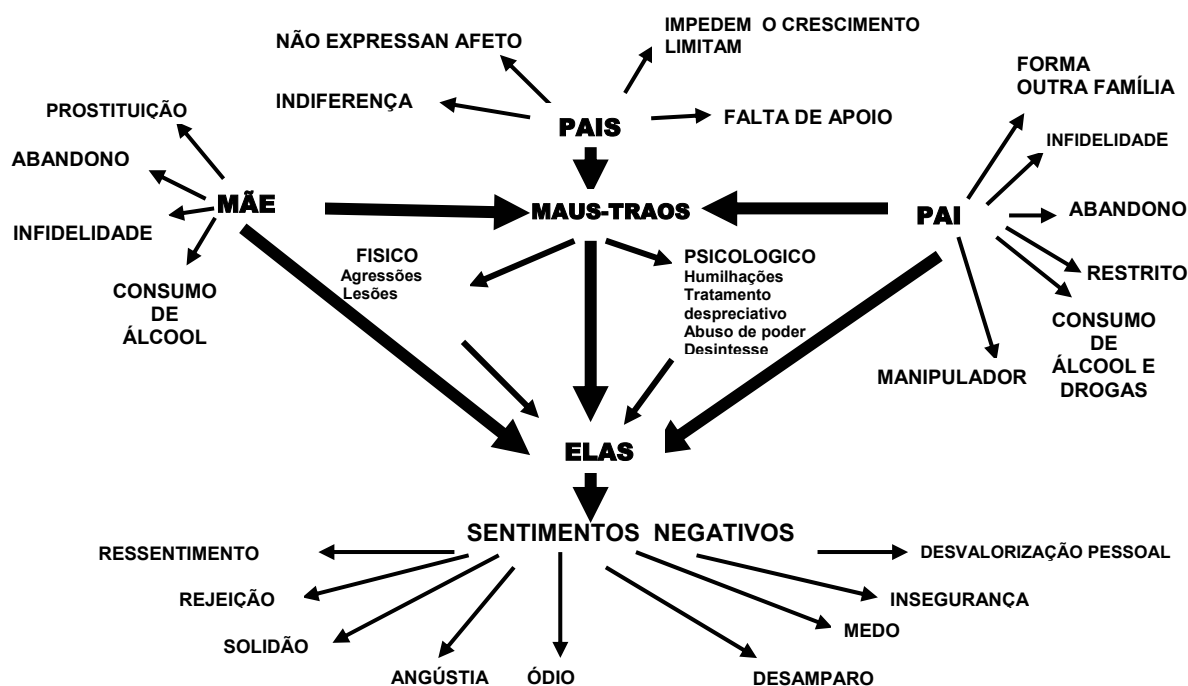 IMPEDEM O CRESCIMENTO
LIMITAM
NÃO EXPRESSAN AFETO
FORMA
OUTRA FAMÍLIA
INDIFERENÇA
PROSTITUIÇÃO
PAIS
FALTA DE APOIO
INFIDELIDADE
ABANDONO
MÃE
MAUS-TRAOS
PAI
ABANDONO
INFIDELIDADE
FISICO
Agressões
Lesões
PSICOLOGICO
Humilhações
Tratamento
despreciativo
Abuso de poder
Desintesse
RESTRITO
CONSUMO
DE
ÁLCOOL
CONSUMO
DE
ÁLCOOL E
DROGAS
MANIPULADOR
ELAS
SENTIMENTOS NEGATIVOS
RESSENTIMENTO
DESVALORIZAÇÃO PESSOAL
REJEIÇÃO
INSEGURANÇA
SOLIDÃO
MEDO
ANGÚSTIA
ÓDIO
DESAMPARO